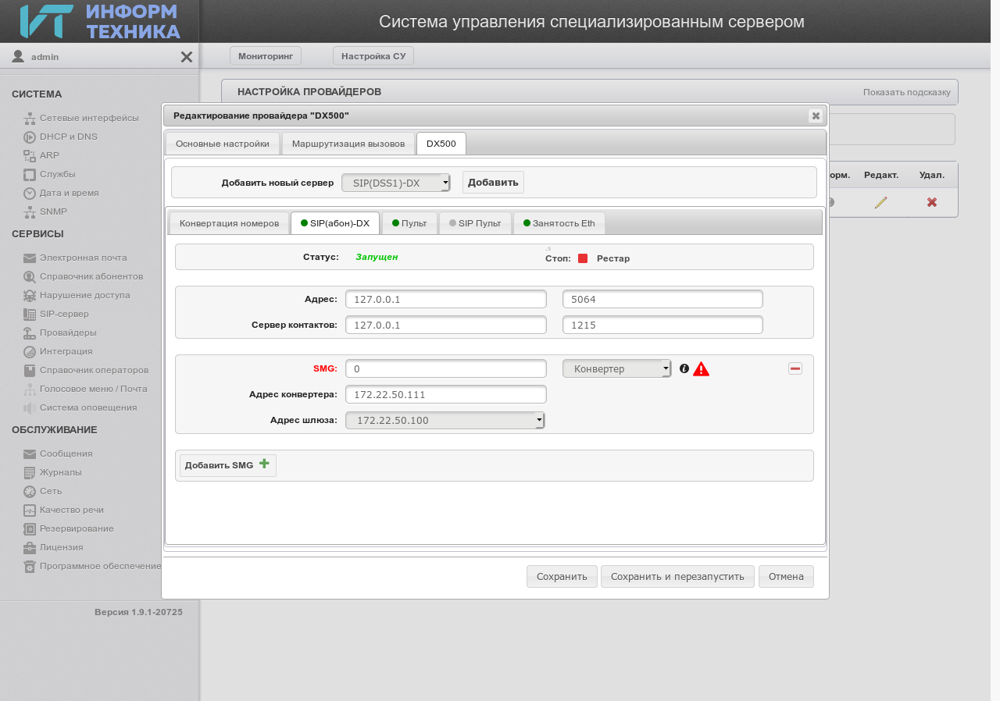 ИНФОРМ
ТЕХНИКА
Система управления специализированным сервером
admin
Мониторинг
Настройка СУ
СИСТЕМА
Сетевые интерфейсы
DHCP и DNS
ARP
Службы
Дата и время
SNMP
СЕРВИСЫ
Электронная почта
Справочник абонентов
Нарушение доступа
SIP-сервер
Провайдеры
Интеграция
Справочник операторов
Голосовое меню / Почта
Система оповещения
ОБСЛУЖИВАНИЕ
Сообщения
Журналы
Сеть
Качество речи
Резервирование
Лицензия
Программное обеспечение
Версия 1.9.1-20725
НАСТРОЙКА ПРОВАЙДЕРОВ
Показать подсказку
орм. Редакт. Удал.
Редактирование провайдера "DX500"
Основные настройки
Маршрутизация вызовов
DX500
Добавить новый сервер
SIP(DSS1)-DX
Добавить
Конвертация номеров
SIP(абон)-DX
Пульт
SIP Пульт
Занятость Eth
Статус: Запущен
Стоп: Рестар
Адрес: 127.0.0.1 5064
Сервер контактов: 127.0.0.1 1215
SMG: 0 Конвертер
Адрес конвертера: 172.22.50.111
Адрес шлюза: 172.22.50.100
Добавить SMG
Сохранить
Сохранить и перезапустить
Отмена